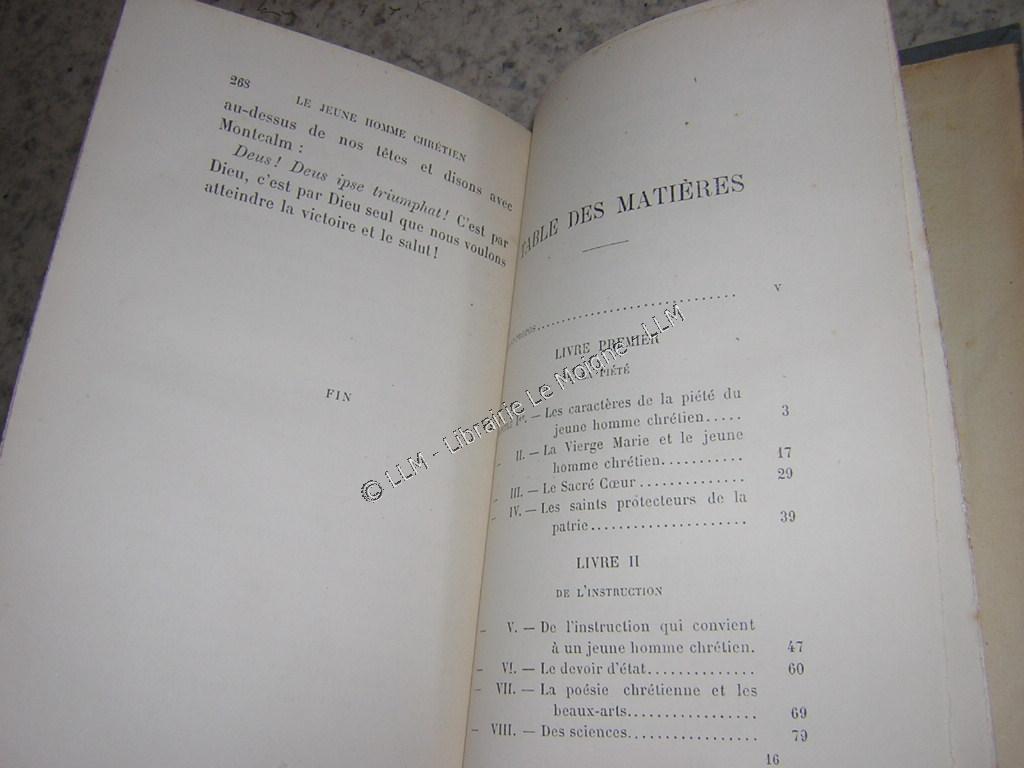 268
LE JEUNE HOMME CHRÉTIEN
au-dessus de nos têtes et disons avec
Montcalm :
Deus! Deus ipse triumphat! C'est par
Dieu, c'est par Dieu seul que nous voulons
atteindre la victoire et le salut!
FIN
TABLE DES MATIÈRES
.............................. V
LIVRE PREMIER
PIÉTÉ
Ier. — Les caractères de la piété du
jeune homme chrétien..... 3
- II. — La Vierge Marie et le jeune
homme chrétien........... 17
- III. — Le Sacré Cœur.............. 29
- IV. — Les saints protecteurs de la
patrie..................... 39
LIVRE II
DE L'INSTRUCTION
- V. — De l'instruction qui convient
à un jeune homme chrétien. 47
- VI. — Le devoir d'état.............. 60
- VII. — La poésie chrétienne et les
beaux-arts................. 69
- VIII. — Des sciences................. 79
16
© LLM - Librairie Le Moigne - LLM